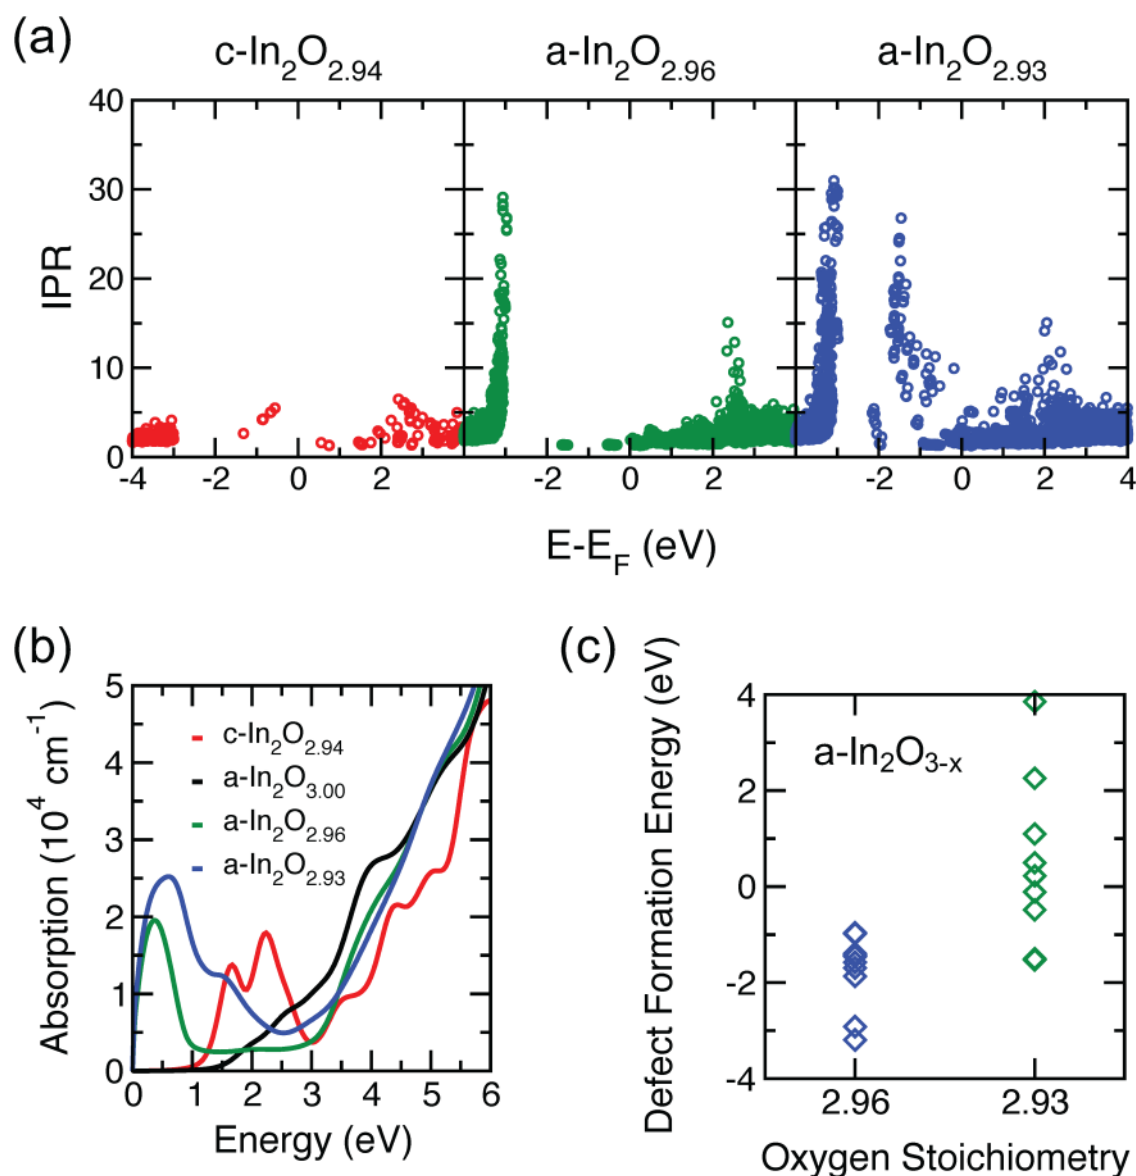 (a)
c-In2O2.94 a-In2O2.96 a-In2O2.93
40
30
20
10
0
IPR
-4 -2 0 2 -2 0 2 -2 0 2 4
E-EF (eV)
(b)
5
4
3
2
1
0
Absorption (10^4 cm^-1)
c-In2O2.94
a-In2O3.00
a-In2O2.96
a-In2O2.93
0 1 2 3 4 5 6
Energy (eV)
(c)
Defect Formation Energy (eV)
4
2
0
-2
-4
a-In2O3-x
2.96 2.93
Oxygen Stoichiometry